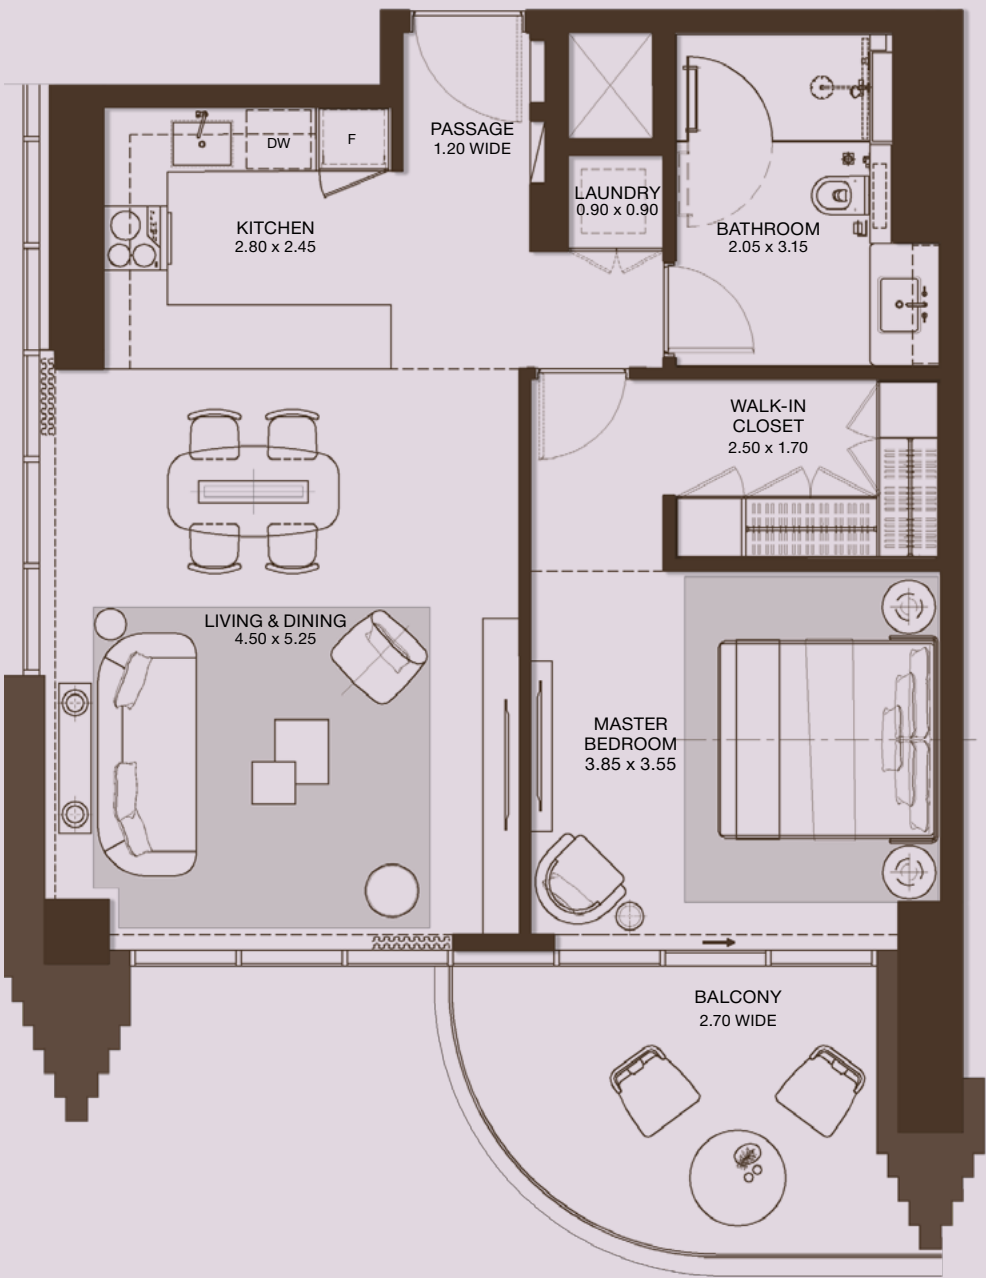 PASSAGE
1.20 WIDE
DW
F
LAUNDRY
0.90 x 0.90
KITCHEN
2.80 x 2.45
BATHROOM
2.05 x 3.15
WALK-IN
CLOSET
2.50 x 1.70
LIVING & DINING
4.50 x 5.25
MASTER
BEDROOM
3.85 x 3.55
BALCONY
2.70 WIDE